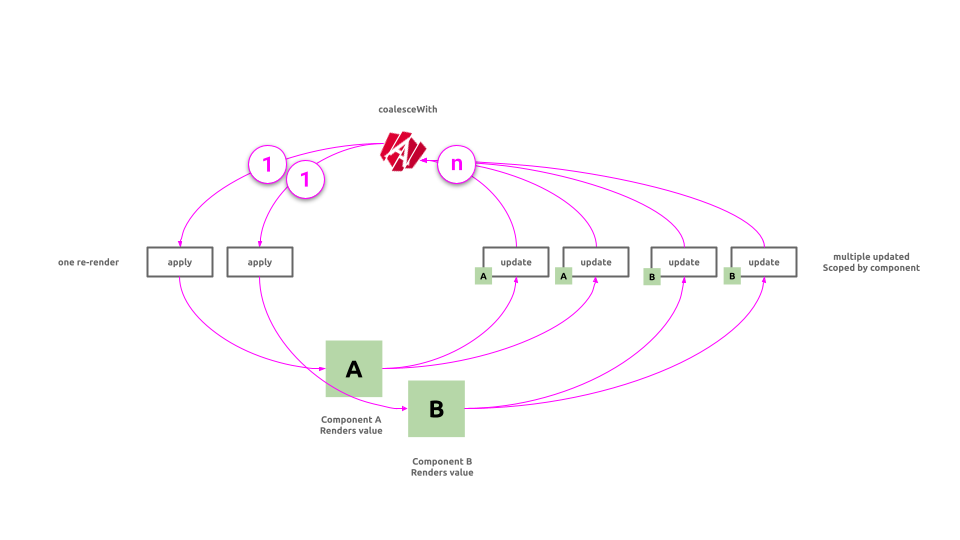 coalesceWith
A
1
n
1
one re-render
apply
apply
update
update
update
update
multiple updated
Scoped by component
A
A
B
B
A
B
Component A
Renders value
Component B
Renders value